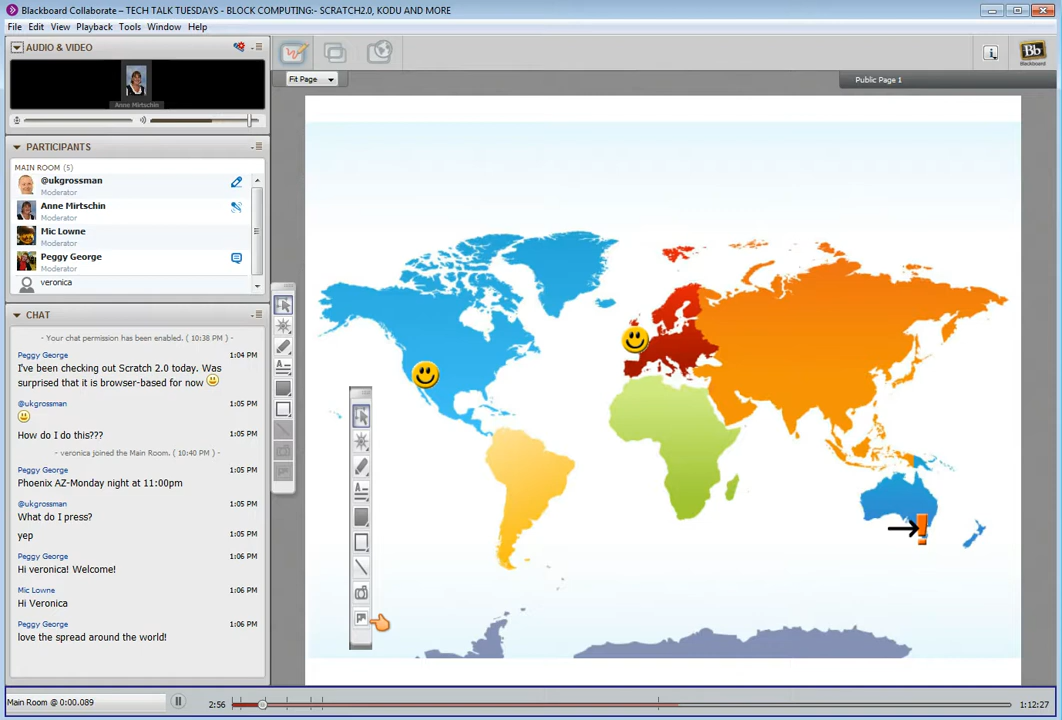 Blackboard Collaborate – TECH TALK TUESDAYS - BLOCK COMPUTING:- SCRATCH2.0, KODU AND MORE
File Edit View Playback Tools Window Help
AUDIO & VIDEO
Anne Mirtschin
PARTICIPANTS
MAIN ROOM (5)
@ukgrossman
Moderator
Anne Mirtschin
Moderator
Mic Lowne
Moderator
Peggy George
Moderator
veronica
CHAT
- Your chat permission has been enabled. ( 10:38 PM ) -
Peggy George 1:04 PM
I've been checking out Scratch 2.0 today. Was
surprised that it is browser-based for now
@ukgrossman 1:05 PM
How do I do this??? 1:05 PM
- veronica joined the Main Room. ( 10:40 PM ) -
Peggy George 1:05 PM
Phoenix AZ-Monday night at 11:00pm
@ukgrossman 1:05 PM
What do I press?
yep 1:05 PM
Peggy George 1:06 PM
Hi veronica! Welcome!
Mic Lowne 1:06 PM
Hi Veronica
Peggy George 1:06 PM
love the spread around the world!
Fit Page
Public Page 1
i
Bb
Blackboard
A
A
!
Main Room @ 0:00.089
2:56
1:12:27